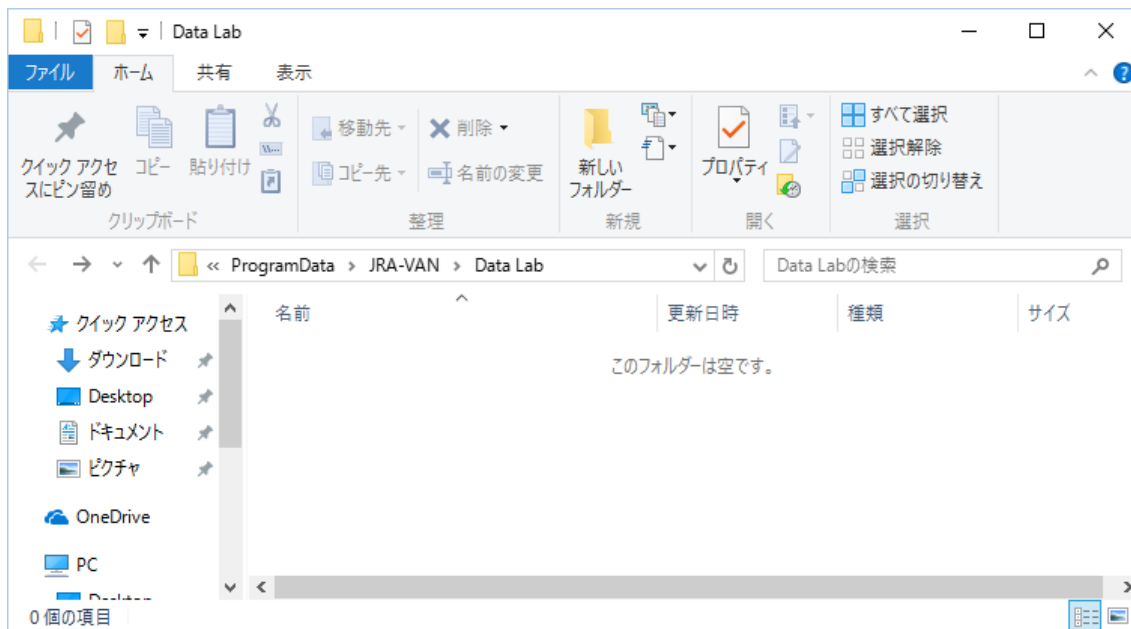 Data Lab
ファイル ホーム 共有 表示
クイック アクセスにピン留め
コピー
貼り付け
移動先
コピー先
削除
名前の変更
新しいフォルダー
プロパティ
すべて選択
選択解除
選択の切り替え
クリップボード 整理 新規 開く 選択
« ProgramData > JRA-VAN > Data Lab
Data Labの検索
名前 更新日時 種類 サイズ
このフォルダーは空です。
クイック アクセス
ダウンロード
Desktop
ドキュメント
ピクチャ
OneDrive
PC
0 個の項目